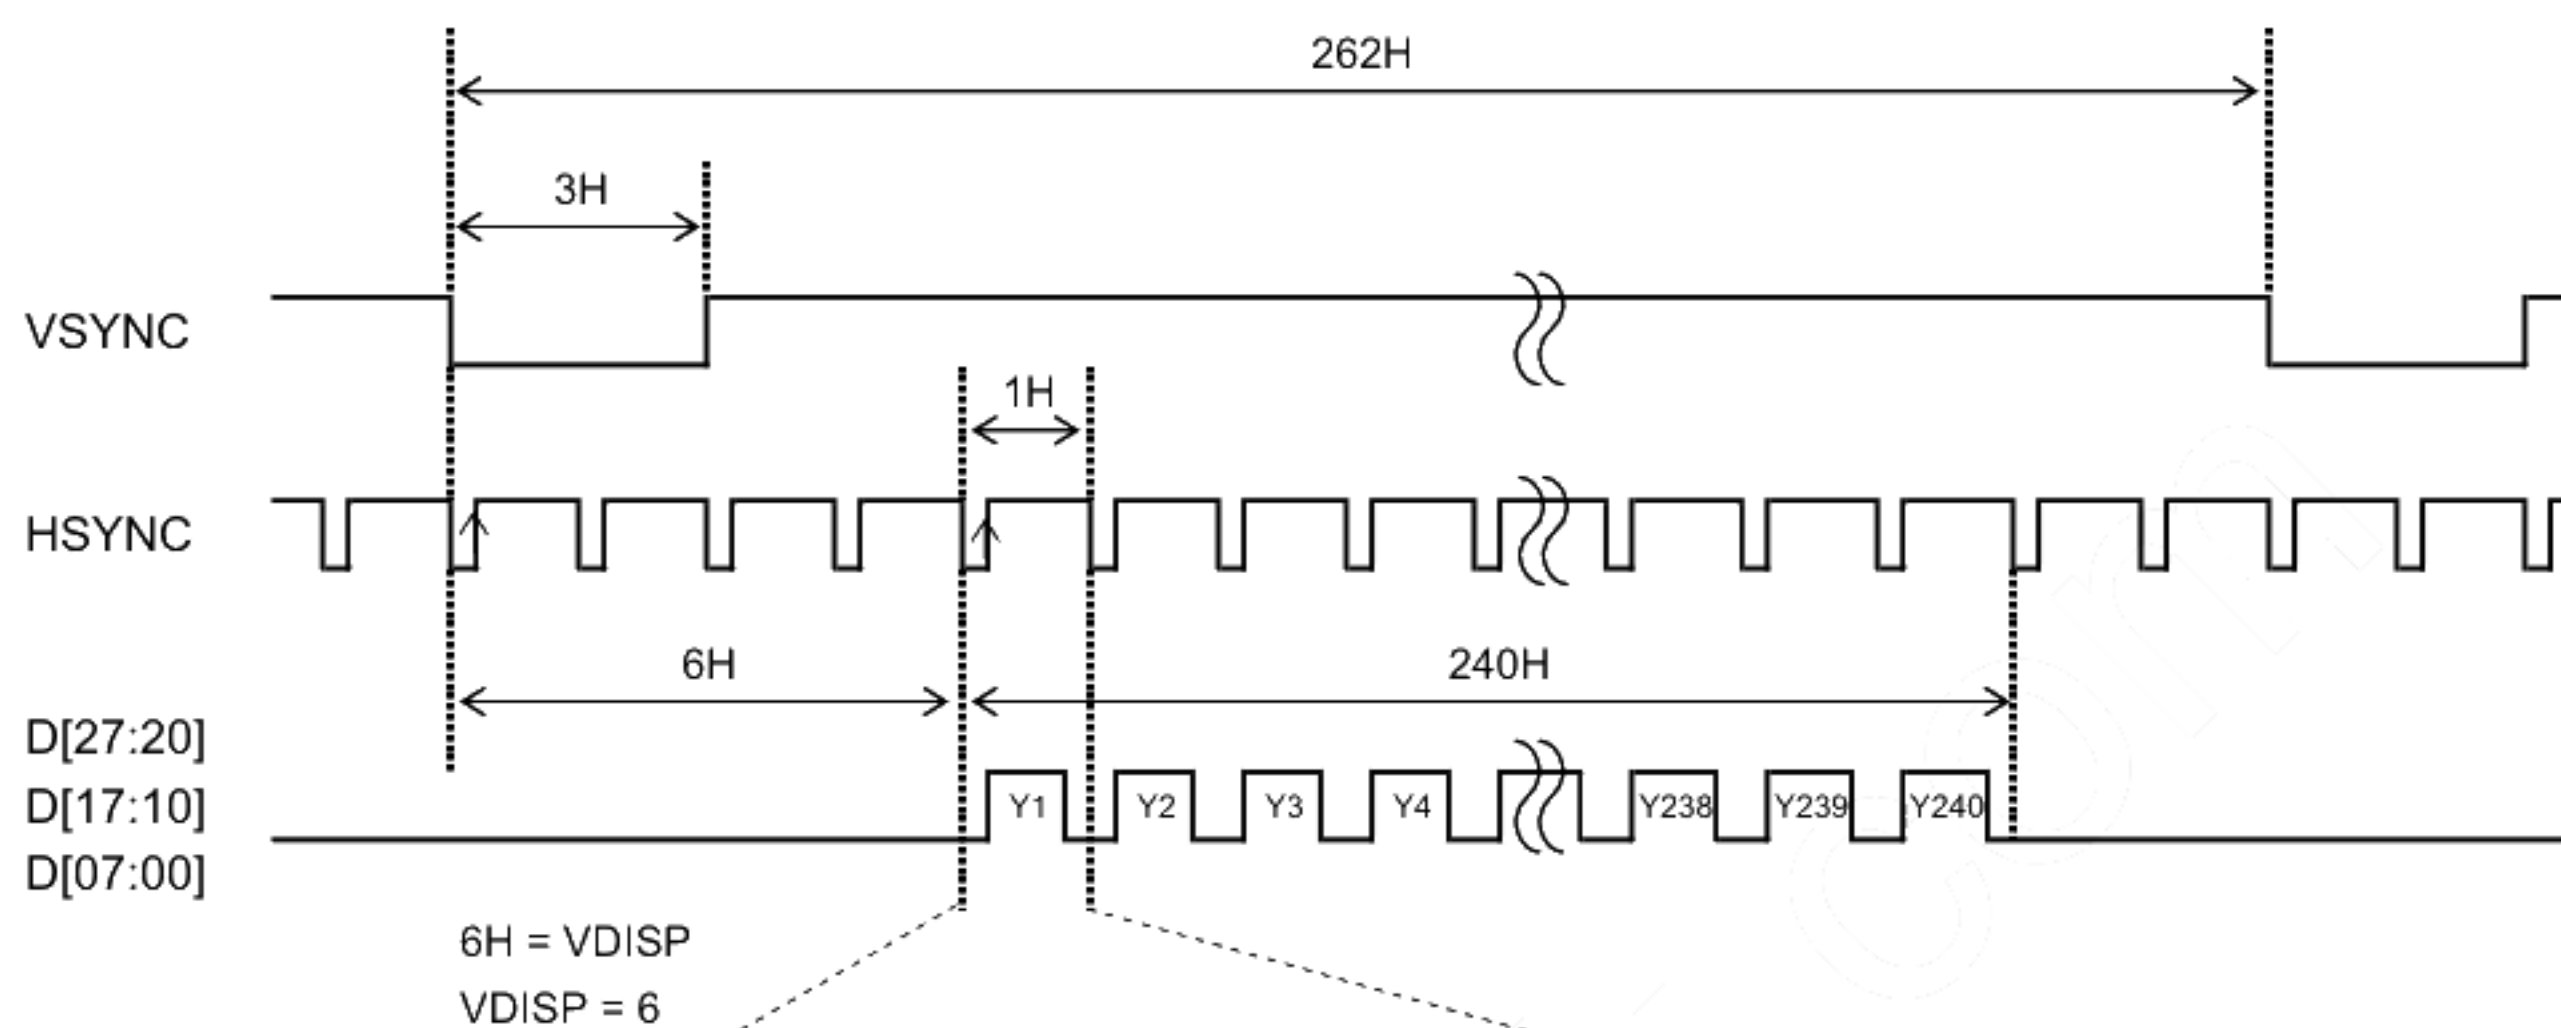 262H
3H
VSYNC
1H
HSYNC
6H
240H
D[27:20]
D[17:10]
D[07:00]
Y1
Y2
Y3
Y4
Y238
Y239
Y240
6H = VDISP
VDISP = 6